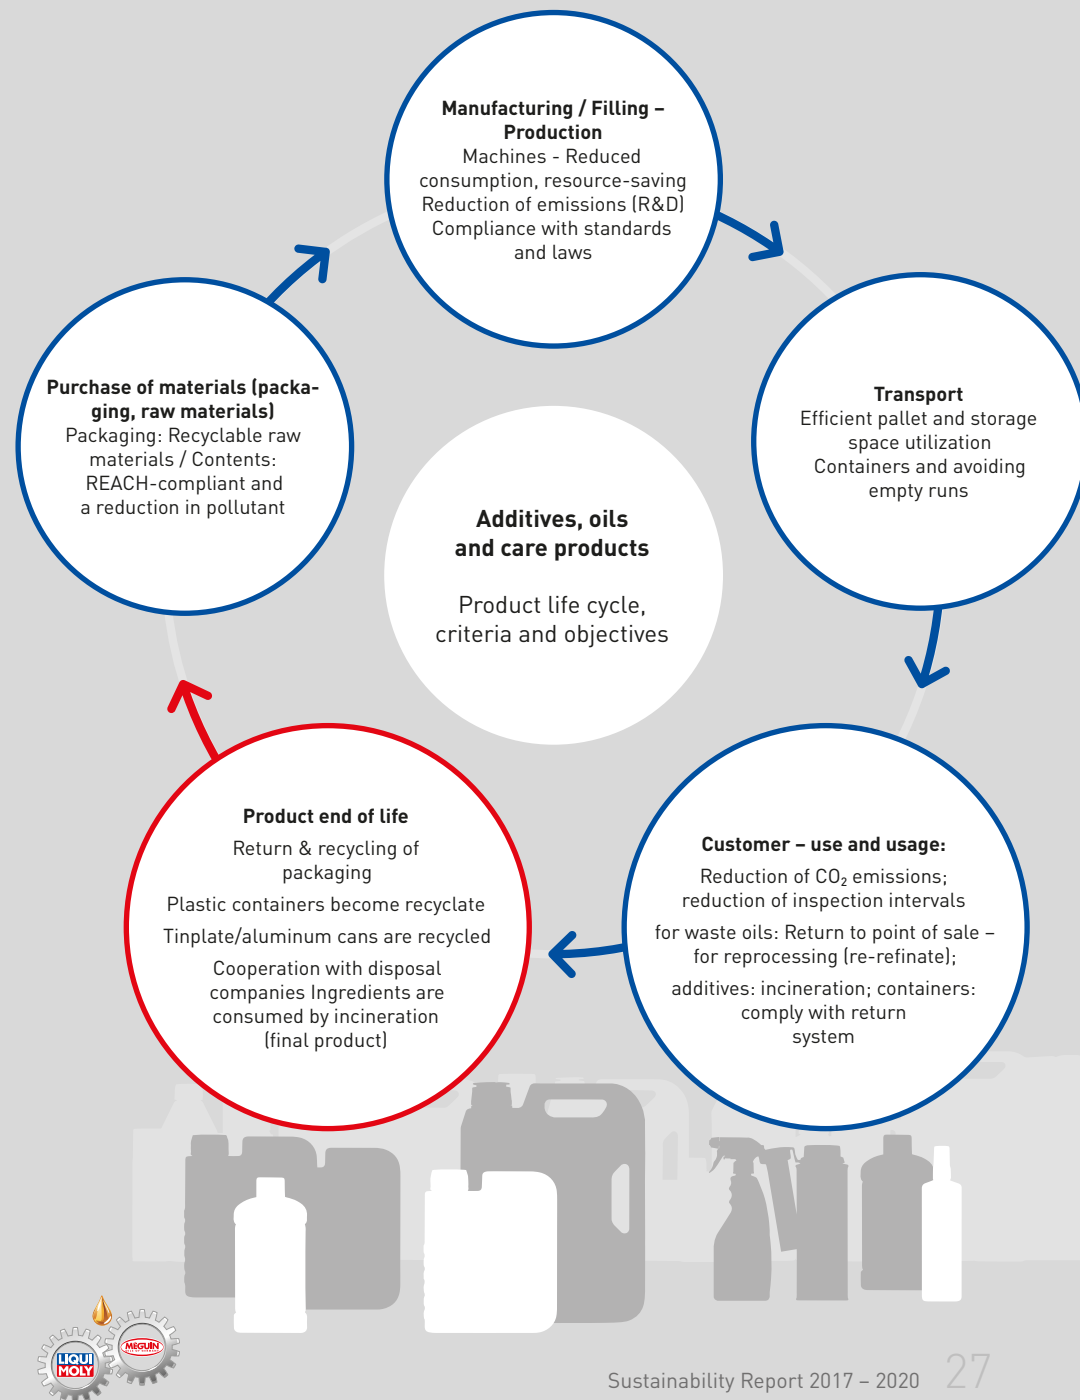 Manufacturing / Filling –
Production
Machines - Reduced
consumption, resource-saving
Reduction of emissions (R&D)
Compliance with standards
and laws
Purchase of materials (packa-
ging, raw materials)
Packaging: Recyclable raw
materials / Contents:
REACH-compliant and
a reduction in pollutant
Transport
Efficient pallet and storage
space utilization
Containers and avoiding
empty runs
Additives, oils
and care products
Product life cycle,
criteria and objectives
Product end of life
Return & recycling of
packaging
Plastic containers become recyclate
Tinplate/aluminum cans are recycled
Cooperation with disposal
companies Ingredients are
consumed by incineration
(final product)
Customer – use and usage:
Reduction of CO₂ emissions;
reduction of inspection intervals
for waste oils: Return to point of sale –
for reprocessing (re-refinate);
additives: incineration; containers:
comply with return
system
LIQUI
MOLY
MEGUIN
Sustainability Report 2017 – 2020 27